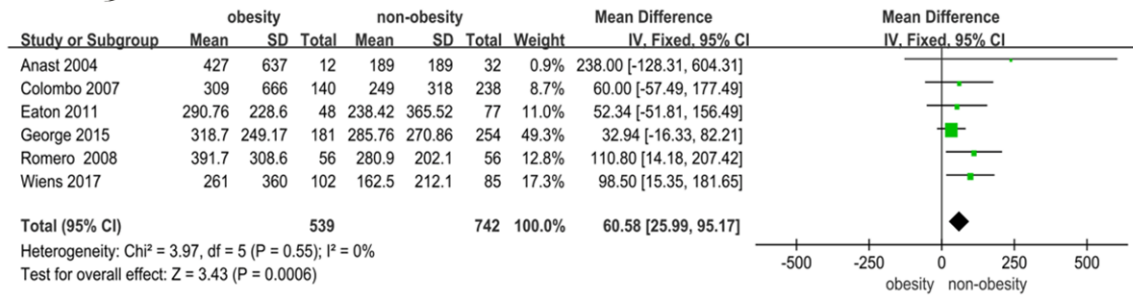 obesity non-obesity Mean Difference Mean Difference
Study or Subgroup Mean SD Total Mean SD Total Weight IV, Fixed, 95% CI IV, Fixed, 95% CI
Anast 2004 427 637 12 189 189 32 0.9% 238.00 [-128.31, 604.31]
Colombo 2007 309 666 140 249 318 238 8.7% 60.00 [-57.49, 177.49]
Eaton 2011 290.76 228.6 48 238.42 365.52 77 11.0% 52.34 [-51.81, 156.49]
George 2015 318.7 249.17 181 285.76 270.86 254 49.3% 32.94 [-16.33, 82.21]
Romero 2008 391.7 308.6 56 280.9 202.1 56 12.8% 110.80 [14.18, 207.42]
Wiens 2017 261 360 102 162.5 212.1 85 17.3% 98.50 [15.35, 181.65]
Total (95% CI) 539 742 100.0% 60.58 [25.99, 95.17]
Heterogeneity: Chi² = 3.97, df = 5 (P = 0.55); I² = 0%
Test for overall effect: Z = 3.43 (P = 0.0006)
-500 -250 0 250 500
obesity non-obesity